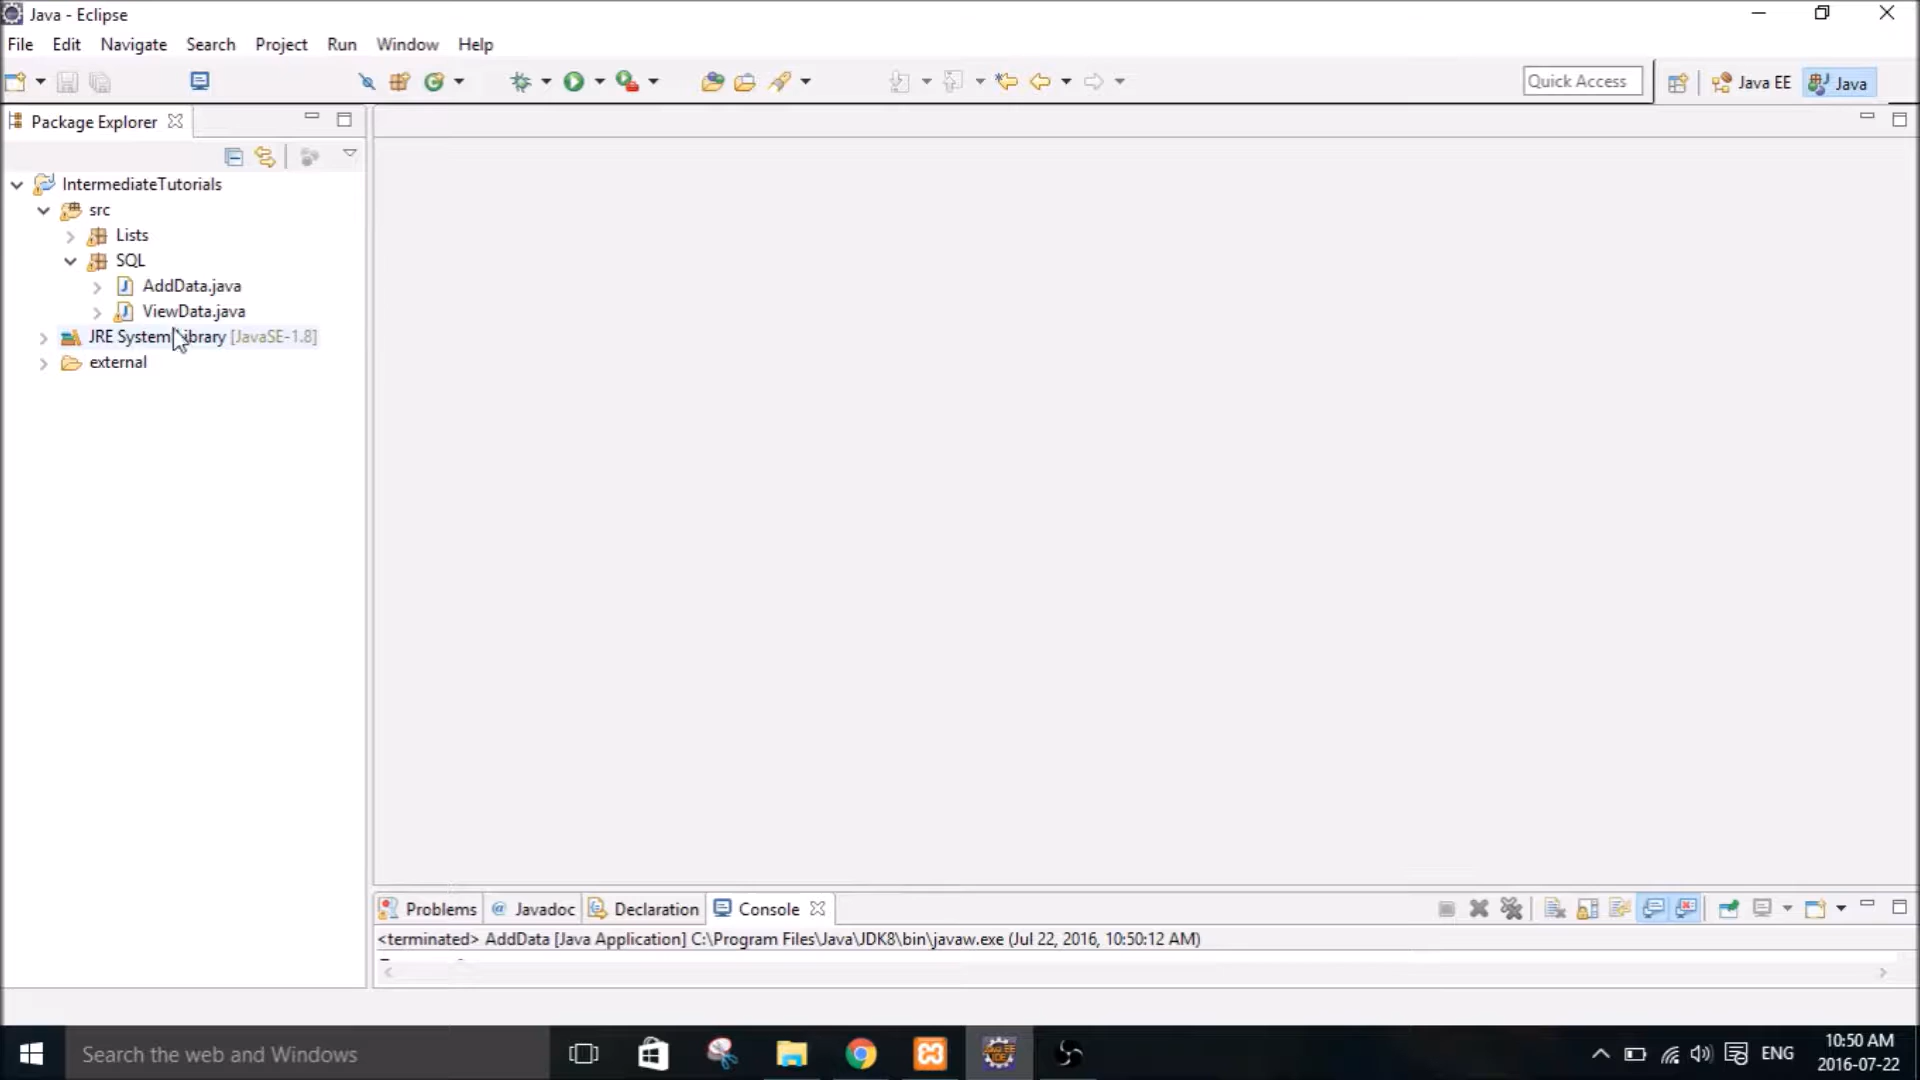 Java - Eclipse
File Edit Navigate Search Project Run Window Help
Quick Access
Java EE
Java
Package Explorer
IntermediateTutorials
src
Lists
SQL
AddData.java
ViewData.java
JRE System Library [JavaSE-1.8]
external
Problems @ Javadoc Declaration Console
<terminated> AddData [Java Application] C:\Program Files\Java\JDK8\bin\javaw.exe (Jul 22, 2016, 10:50:12 AM)
Search the web and Windows
ENG
10:50 AM
2016-07-22